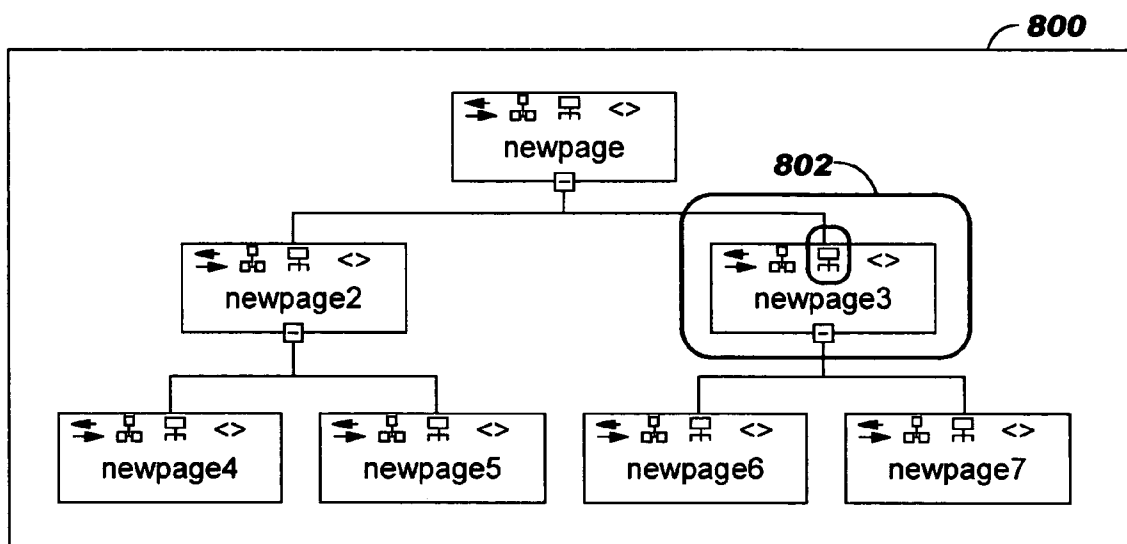 800
<>
newpage
802
<> <>
newpage2 newpage3
<> <> <> <>
newpage4 newpage5 newpage6 newpage7